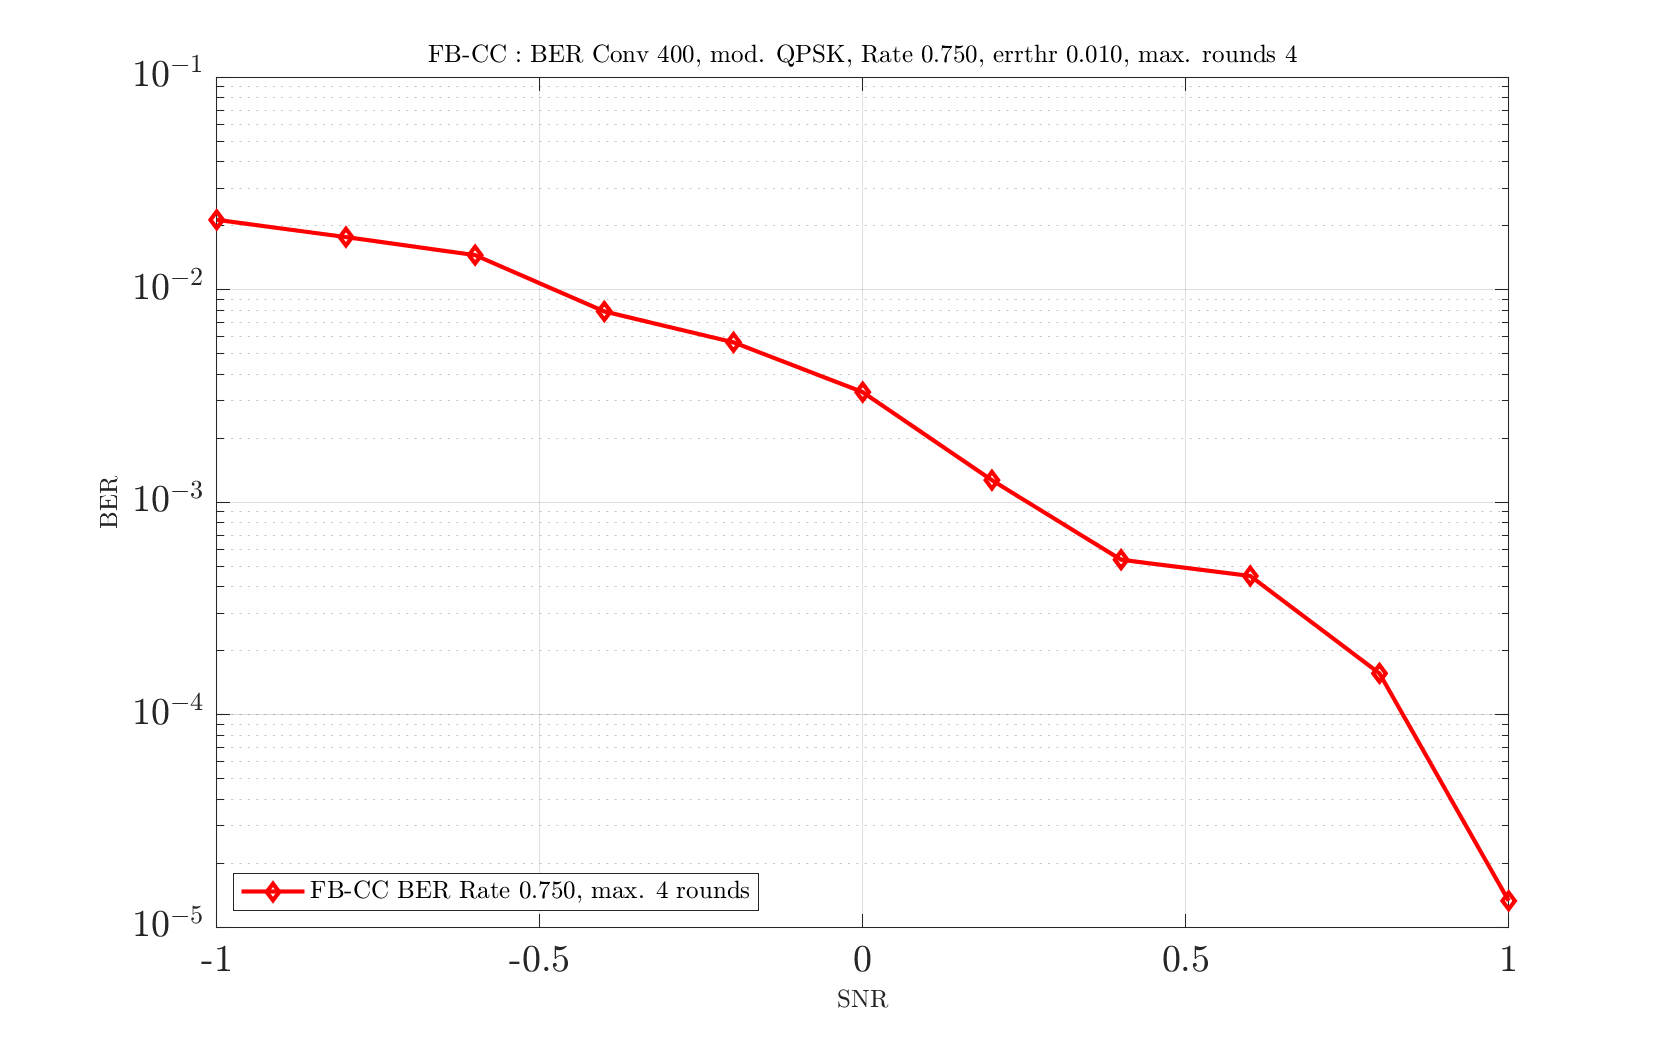 FB-CC : BER Conv 400, mod. QPSK, Rate 0.750, errthr 0.010, max. rounds 4
10⁻¹
10⁻²
10⁻³
10⁻⁴
10⁻⁵
BER
FB-CC BER Rate 0.750, max. 4 rounds
-1 -0.5 0 0.5 1
SNR